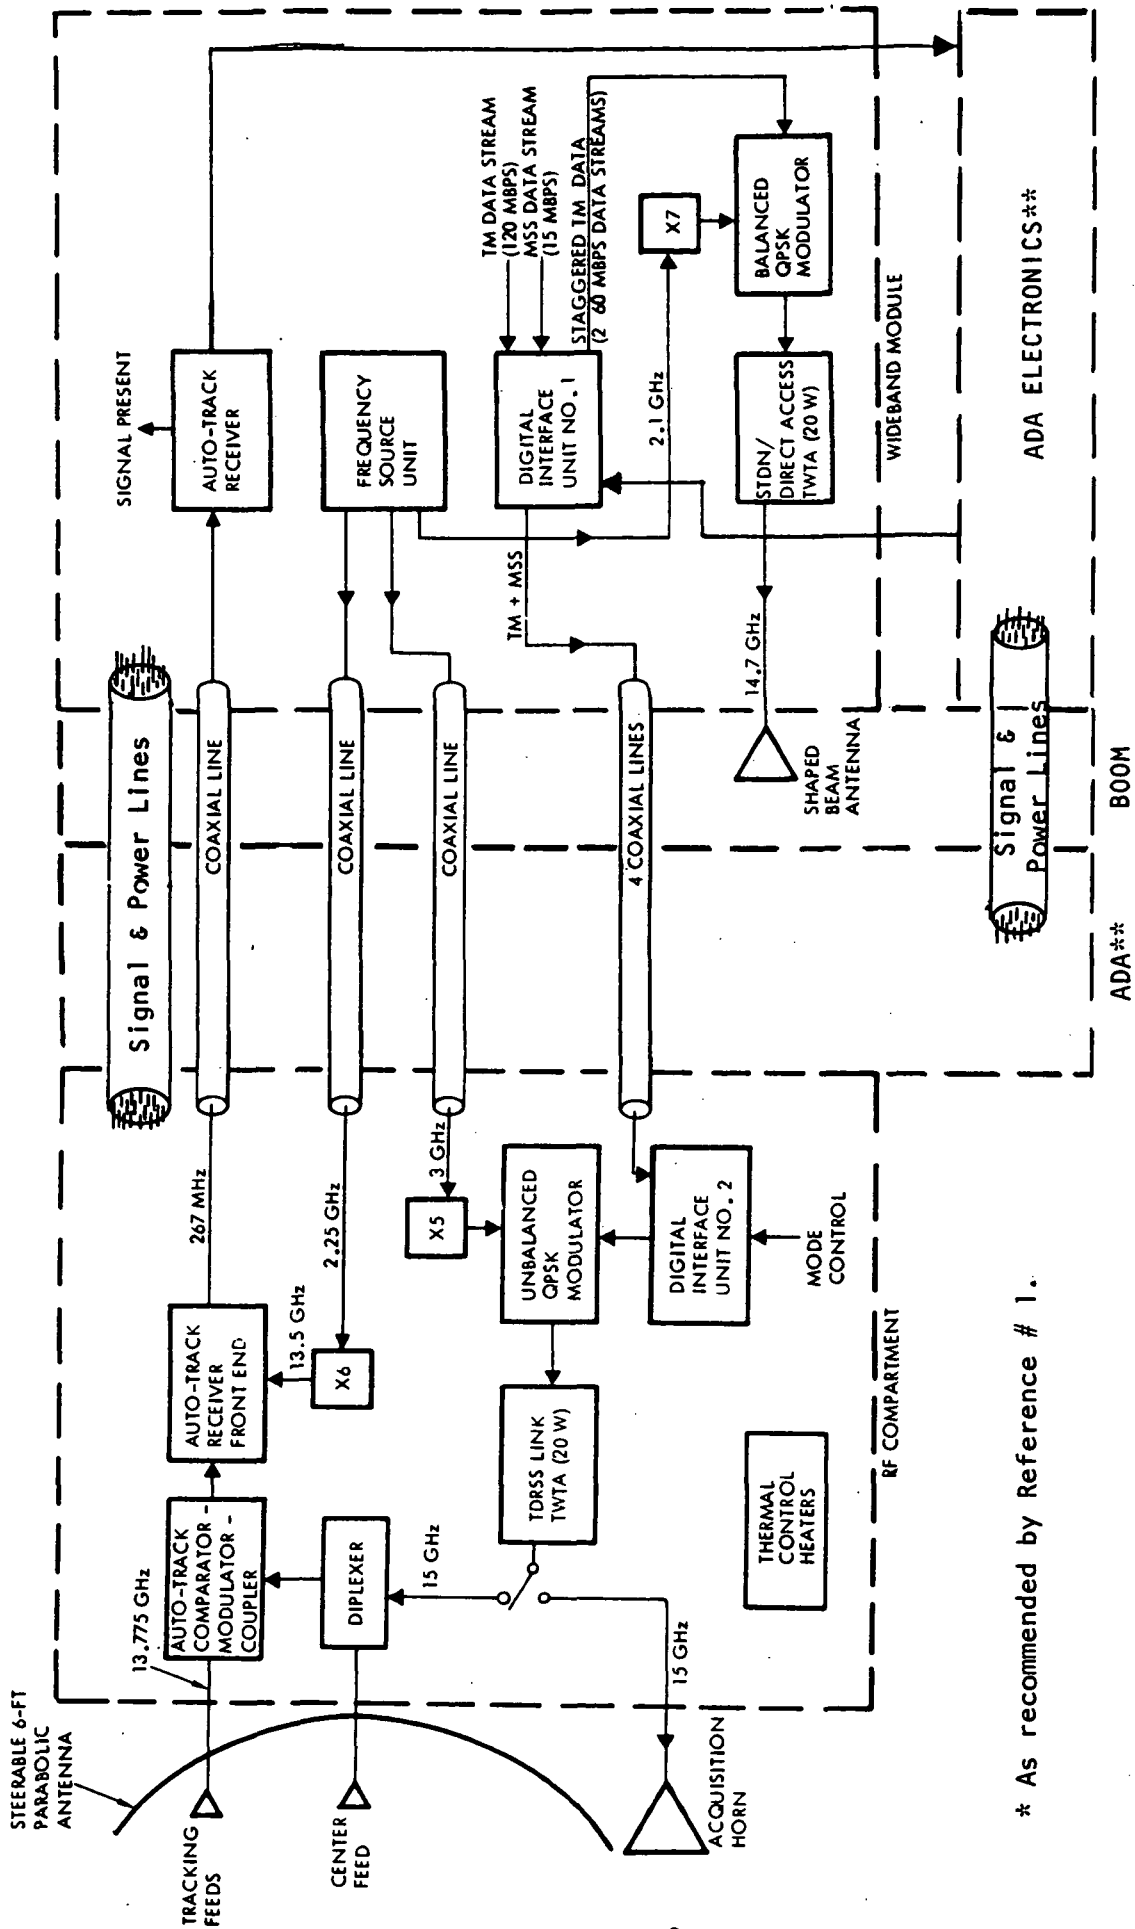 STEERABLE 6-FT
PARABOLIC
ANTENNA
TRACKING
FEEDS
CENTER
FEED
ACQUISITION
HORN
13.775 GHz
AUTO-TRACK
COMPARATOR -
MODULATOR -
COUPLER
DIPLEXER
15 GHz
15 GHz
AUTO-TRACK
RECEIVER
FRONT END
13.5 GHz
X6
267 MHz
2.25 GHz
3 GHz
X5
UNBALANCED
QPSK
MODULATOR
TDRSS LINK
TWTA (20 W)
DIGITAL
INTERFACE
UNIT NO. 2
MODE
CONTROL
THERMAL
CONTROL
HEATERS
RF COMPARTMENT
Signal & Power Lines
COAXIAL LINE
COAXIAL LINE
COAXIAL LINE
4 COAXIAL LINES
SHAPED
BEAM
ANTENNA
14.7 GHz
Signal &
Power Lines
ADA**
BOOM
SIGNAL PRESENT
AUTO-TRACK
RECEIVER
FREQUENCY
SOURCE
UNIT
TM + MSS
DIGITAL
INTERFACE
UNIT NO. 1
TM DATA STREAM
(120 MBPS)
MSS DATA STREAM
(15 MBPS)
STAGGERED TM DATA
(2 60 MBPS DATA STREAMS)
2.1 GHz
X7
BALANCED
QPSK
MODULATOR
STDN/
DIRECT ACCESS
TWTA (20 W)
WIDEBAND MODULE
ADA ELECTRONICS**
* As recommended by Reference # 1.